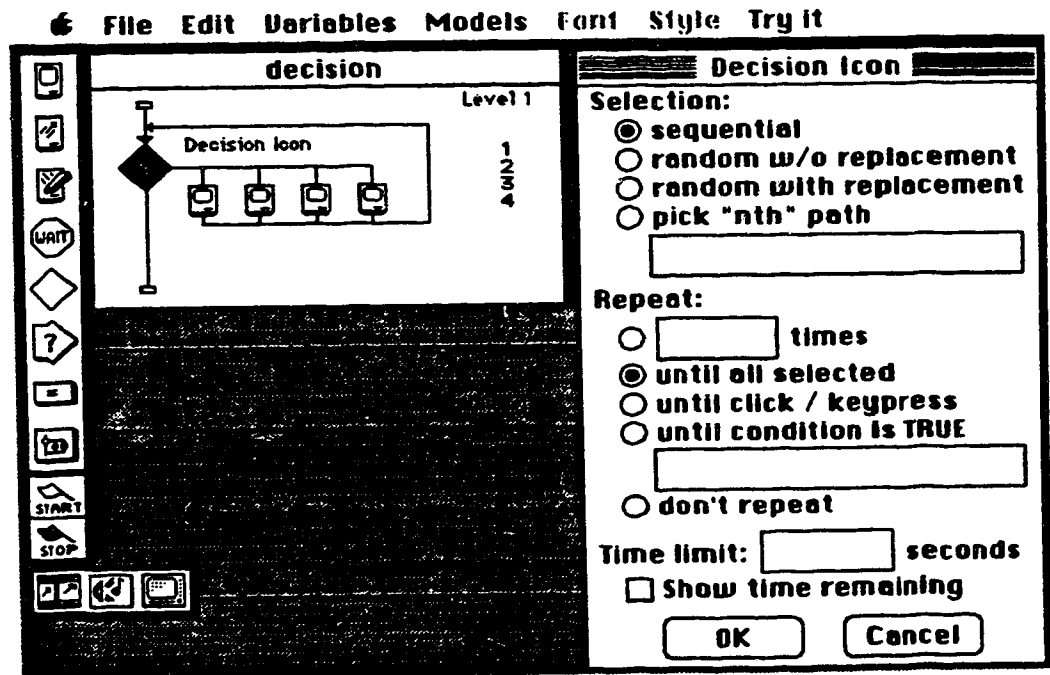 File Edit Variables Models Font Style Try it
decision
Level 1
Decision Icon
1
2
3
4
WAIT
?
=
START
STOP
Decision Icon
Selection:
sequential
random w/o replacement
random with replacement
pick "nth" path
Repeat:
times
until all selected
until click / keypress
until condition is TRUE
don't repeat
Time limit: seconds
Show time remaining
OK Cancel